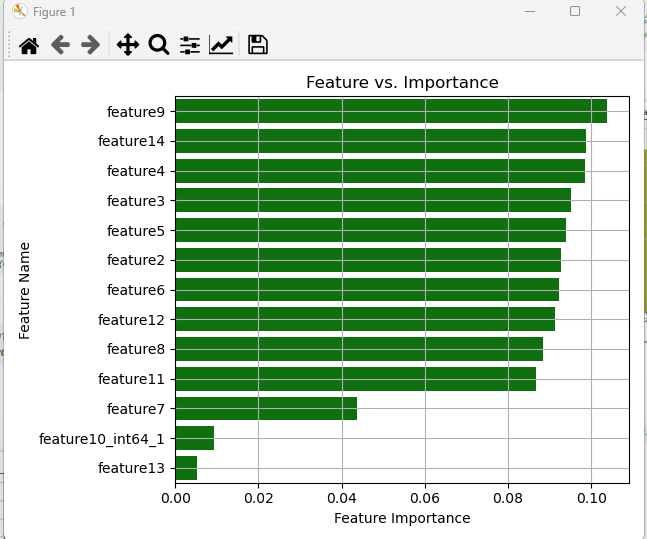 Figure 1
Feature vs. Importance
feature9
feature14
feature4
feature3
feature5
feature2
feature6
feature12
feature8
feature11
feature7
feature10_int64_1
feature13
Feature Name
0.00 0.02 0.04 0.06 0.08 0.10
Feature Importance